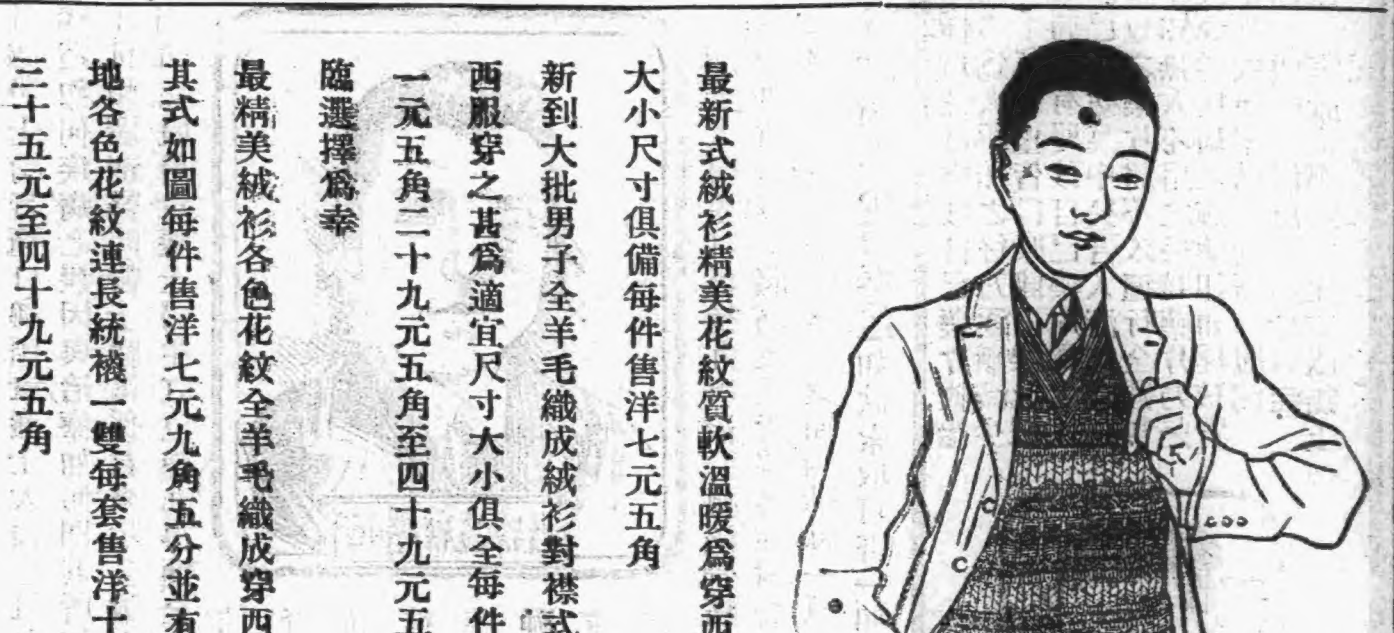 最新式絨衫精美花紋質軟溫暖爲穿西
大小尺寸俱備每件售洋七元五角
新到大批男子全羊毛織成絨衫對襟式
西服穿之甚爲適宜尺寸大小俱全每件
一元五角二十九元五角至四十九元五
臨選擇爲幸
最精美絨衫各色花紋全羊毛織成穿西
其式如圖每件售洋七元九角五分並有
地各色花紋連長統襪一雙每套售洋十
三十五元至四十九元五角